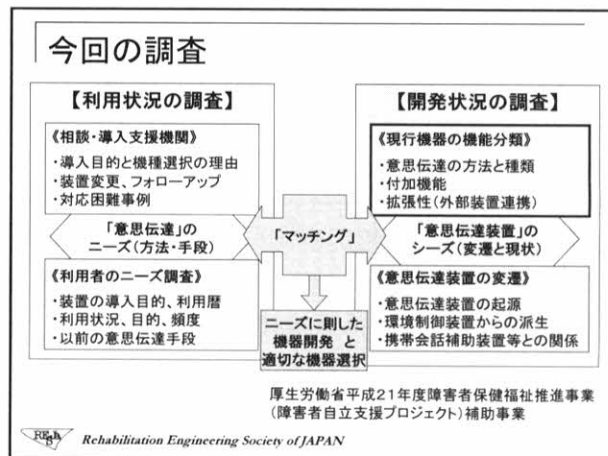 今回の調査
【利用状況の調査】
《相談・導入支援機関》
・導入目的と機種選択の理由
・装置変更、フォローアップ
・対応困難事例
「意思伝達」の
ニーズ(方法・手段)
《利用者のニーズ調査》
・装置の導入目的、利用暦
・利用状況、目的、頻度
・以前の意思伝達手段
「マッチング」
ニーズに則した
機器開発 と
適切な機器選択
【開発状況の調査】
《現行機器の機能分類》
・意思伝達の方法と種類
・付加機能
・拡張性(外部装置連携)
「意思伝達装置」の
シーズ(変遷と現状)
《意思伝達装置の変遷》
・意思伝達装置の起源
・環境制御装置からの派生
・携帯会話補助装置等との関係
厚生労働省平成21年度障害者保健福祉推進事業
(障害者自立支援プロジェクト)補助事業
Rehabilitation Engineering Society of JAPAN